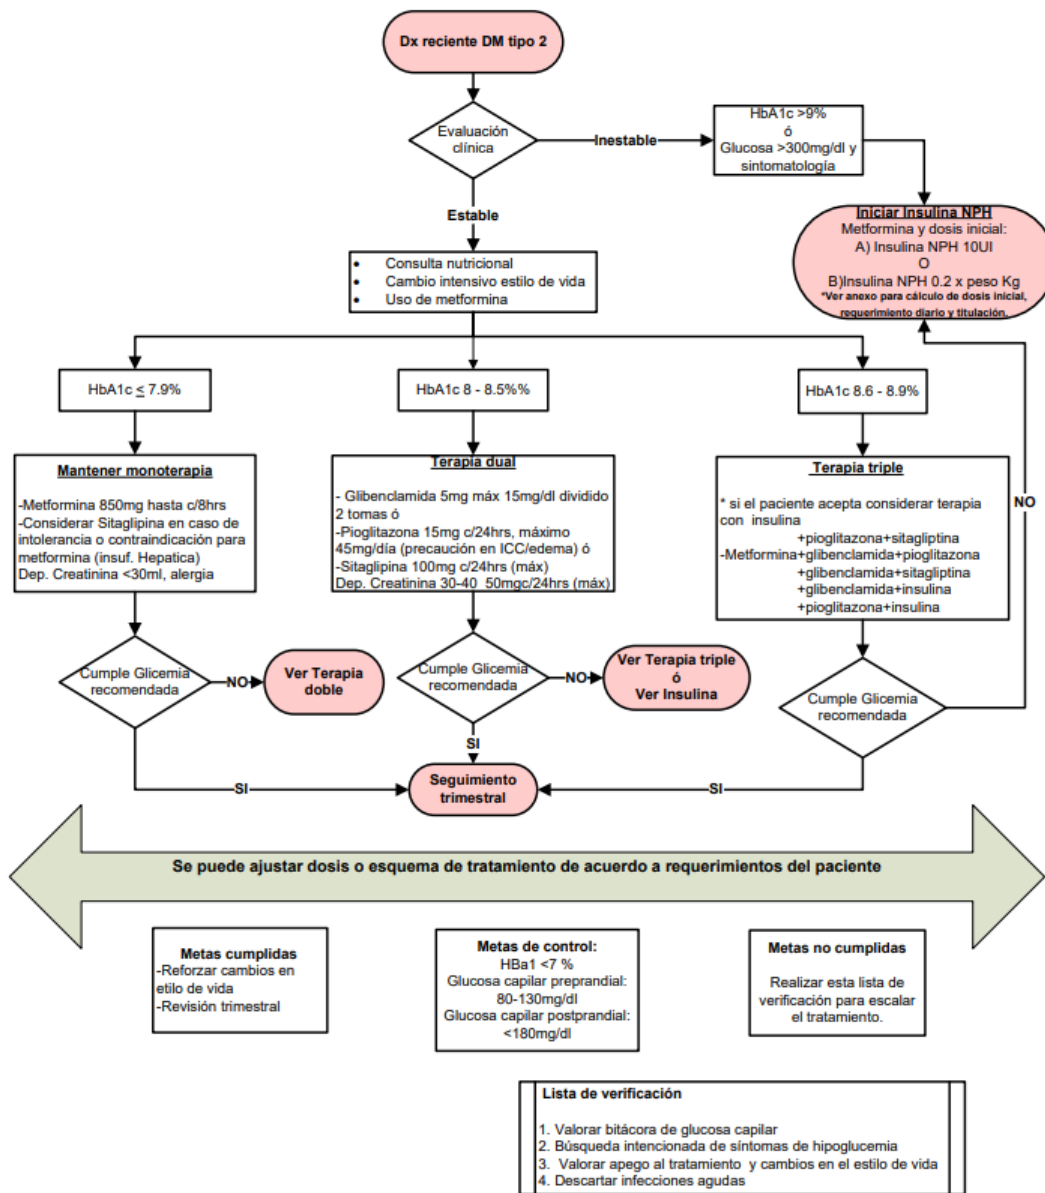 Dx reciente DM tipo 2
Evaluación
clínica
Inestable
HbA1c >9%
ó
Glucosa >300mg/dl y
sintomatología
Iniciar Insulina NPH
Metformina y dosis inicial:
A) Insulina NPH 10UI
O
B)Insulina NPH 0.2 x peso Kg
*Ver anexo para cálculo de dosis inicial,
requerimiento diario y titulación.
Estable
• Consulta nutricional
• Cambio intensivo estilo de vida
• Uso de metformina
HbA1c ≤ 7.9%
HbA1c 8 - 8.5%%
HbA1c 8.6 - 8.9%
Mantener monoterapia
-Metformina 850mg hasta c/8hrs
-Considerar Sitaglipina en caso de
intolerancia o contraindicación para
metformina (insuf. Hepatica)
Dep. Creatinina <30ml, alergia
Terapia dual
- Glibenclamida 5mg máx 15mg/dl dividido
2 tomas ó
-Pioglitazona 15mg c/24hrs, máximo
45mg/día (precaución en ICC/edema) ó
-Sitaglipina 100mg c/24hrs (máx)
Dep. Creatinina 30-40  50mgc/24hrs (máx)
Terapia triple
* si el paciente acepta considerar terapia
con  insulina
+pioglitazona+sitagliptina
-Metformina+glibenclamida+pioglitazona
+glibenclamida+sitagliptina
+glibenclamida+insulina
+pioglitazona+insulina
NO
Cumple Glicemia
recomendada
NO
Ver Terapia
doble
Cumple Glicemia
recomendada
NO
Ver Terapia triple
ó
Ver Insulina
Cumple Glicemia
recomendada
SI
SI
Seguimiento
trimestral
SI
Se puede ajustar dosis o esquema de tratamiento de acuerdo a requerimientos del paciente
Metas cumplidas
-Reforzar cambios en
etilo de vida
-Revisión trimestral
Metas de control:
HBa1 <7 %
Glucosa capilar preprandial:
80-130mg/dl
Glucosa capilar postprandial:
<180mg/dl
Metas no cumplidas
Realizar esta lista de
verificación para escalar
el tratamiento.
Lista de verificación
1. Valorar bitácora de glucosa capilar
2. Búsqueda intencionada de síntomas de hipoglucemia
3.  Valorar apego al tratamiento  y cambios en el estilo de vida
4. Descartar infecciones agudas